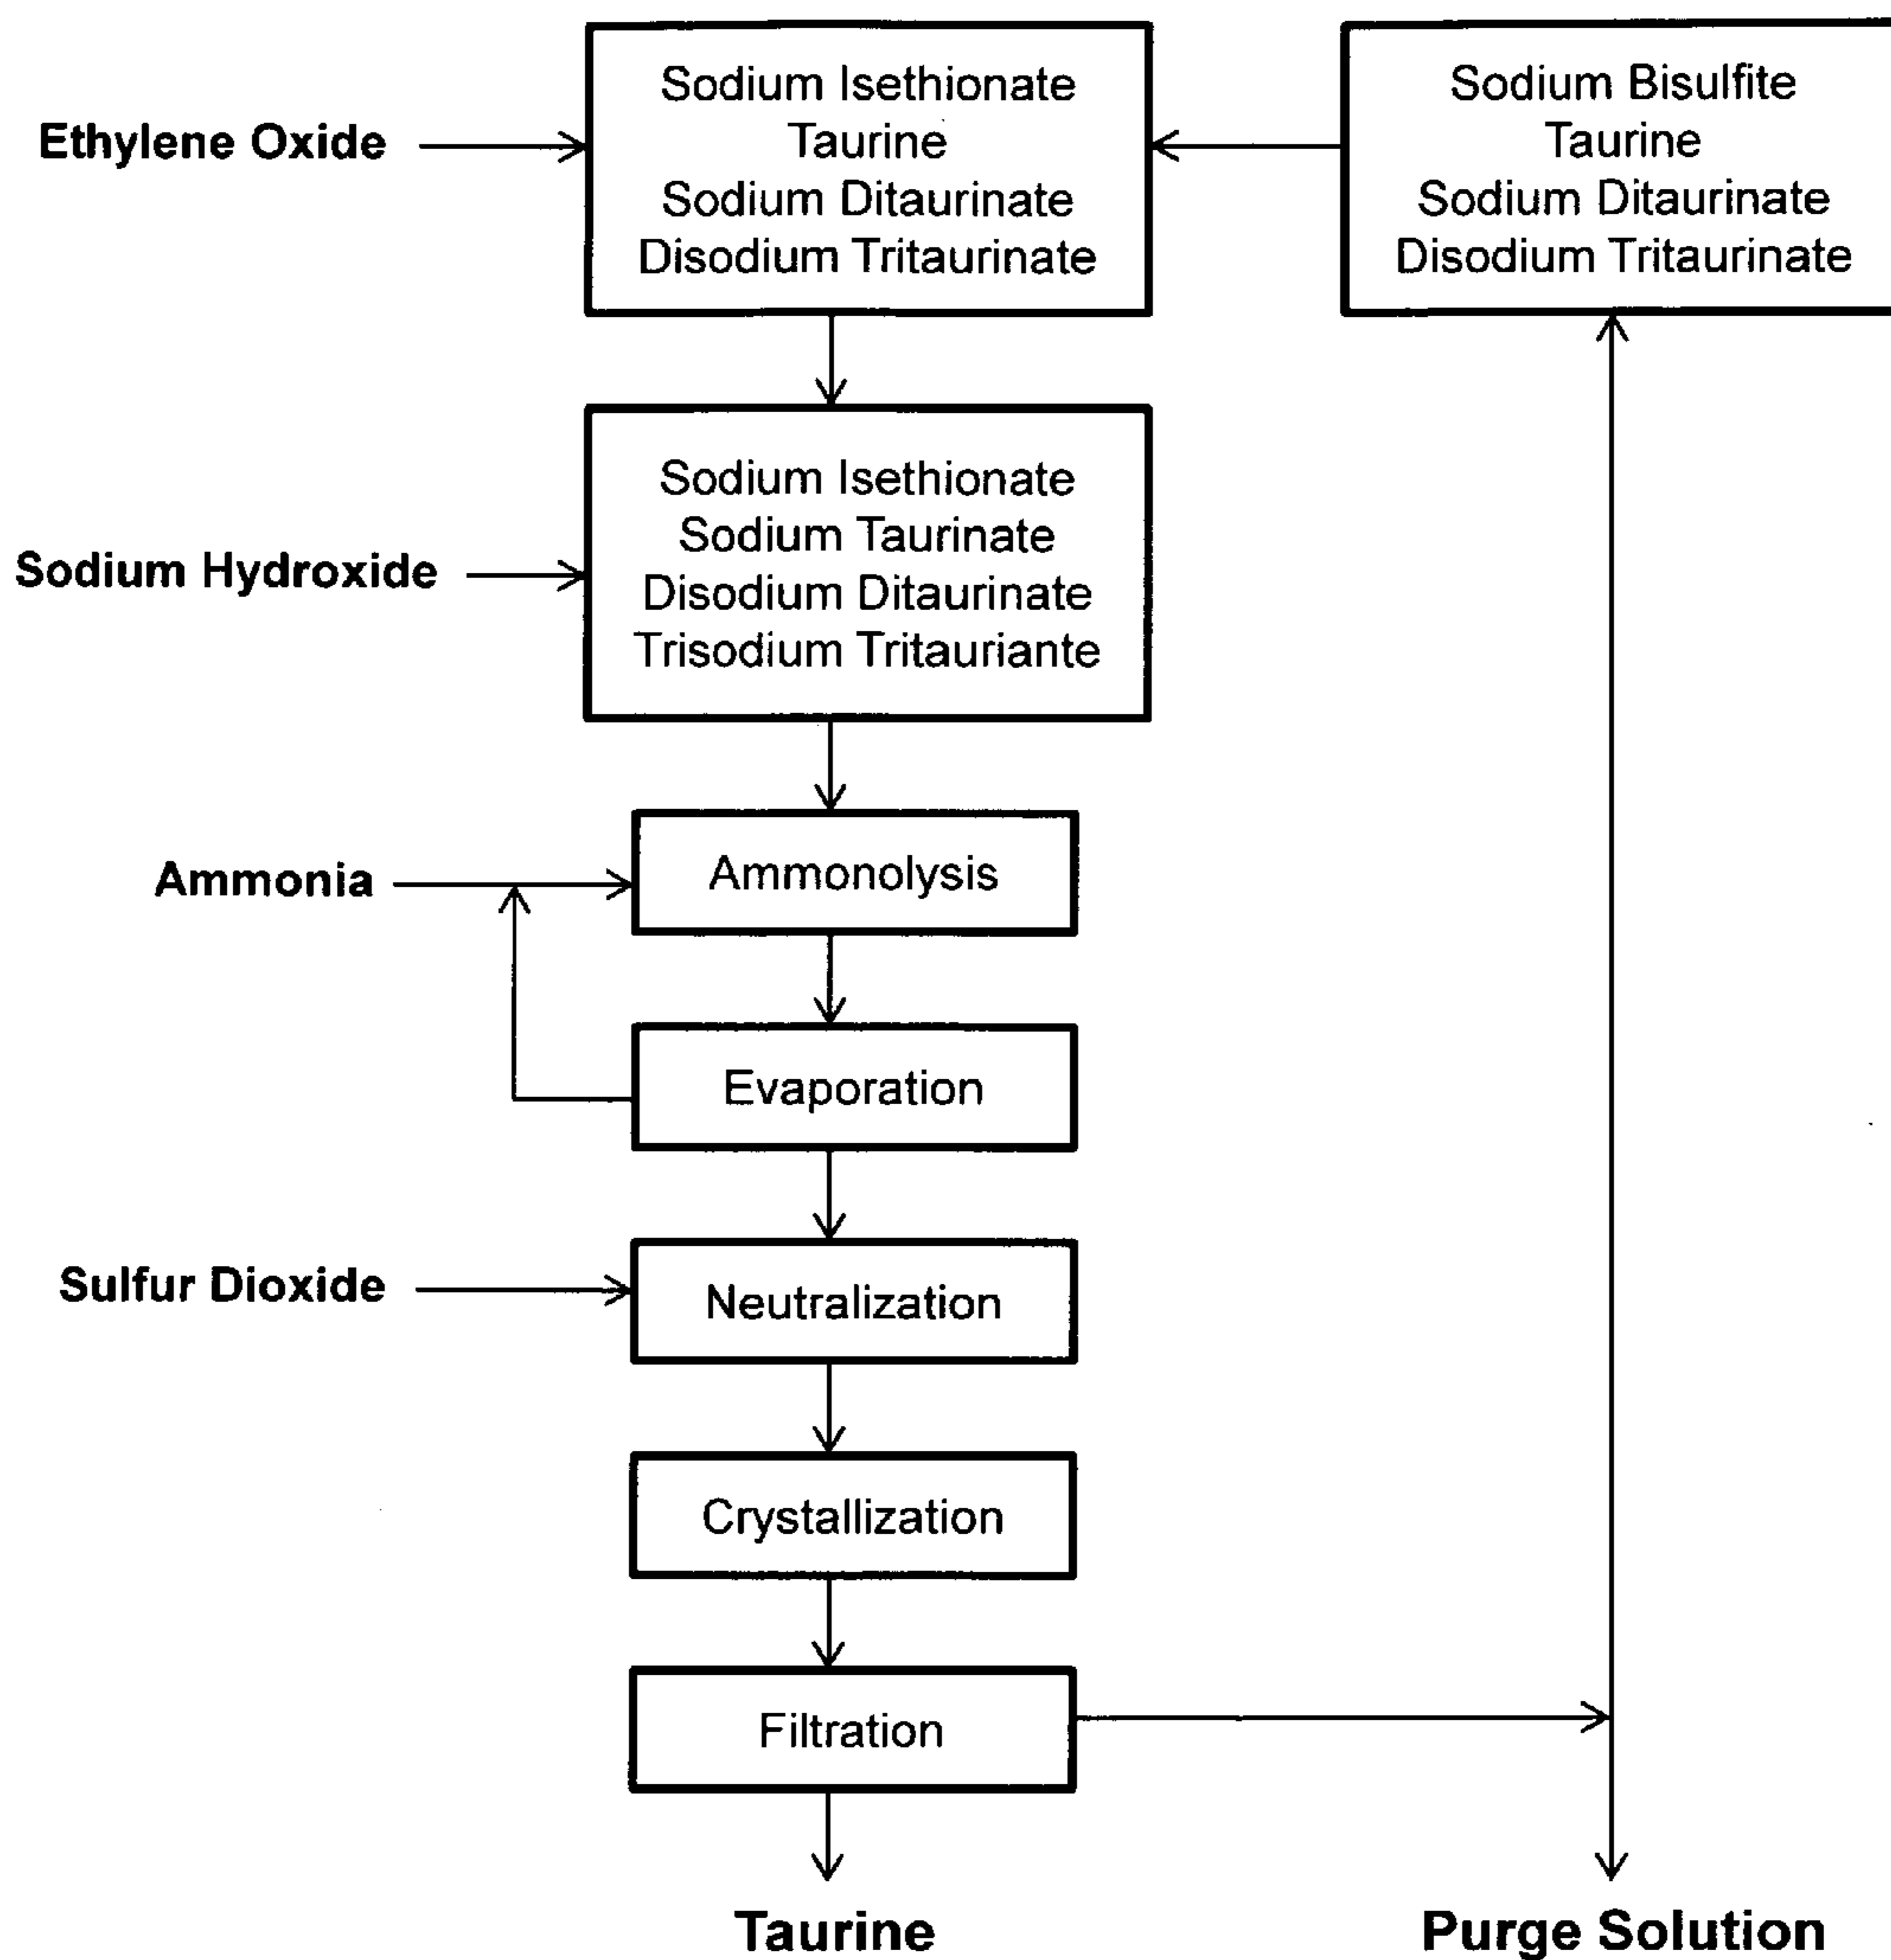 Ethylene Oxide
Sodium Isethionate
Taurine
Sodium Ditaurinate
Disodium Tritaurinate
Sodium Bisulfite
Taurine
Sodium Ditaurinate
Disodium Tritaurinate
Sodium Hydroxide
Sodium Isethionate
Sodium Taurinate
Disodium Ditaurinate
Trisodium Tritauriante
Ammonia
Ammonolysis
Evaporation
Sulfur Dioxide
Neutralization
Crystallization
Filtration
Taurine
Purge Solution